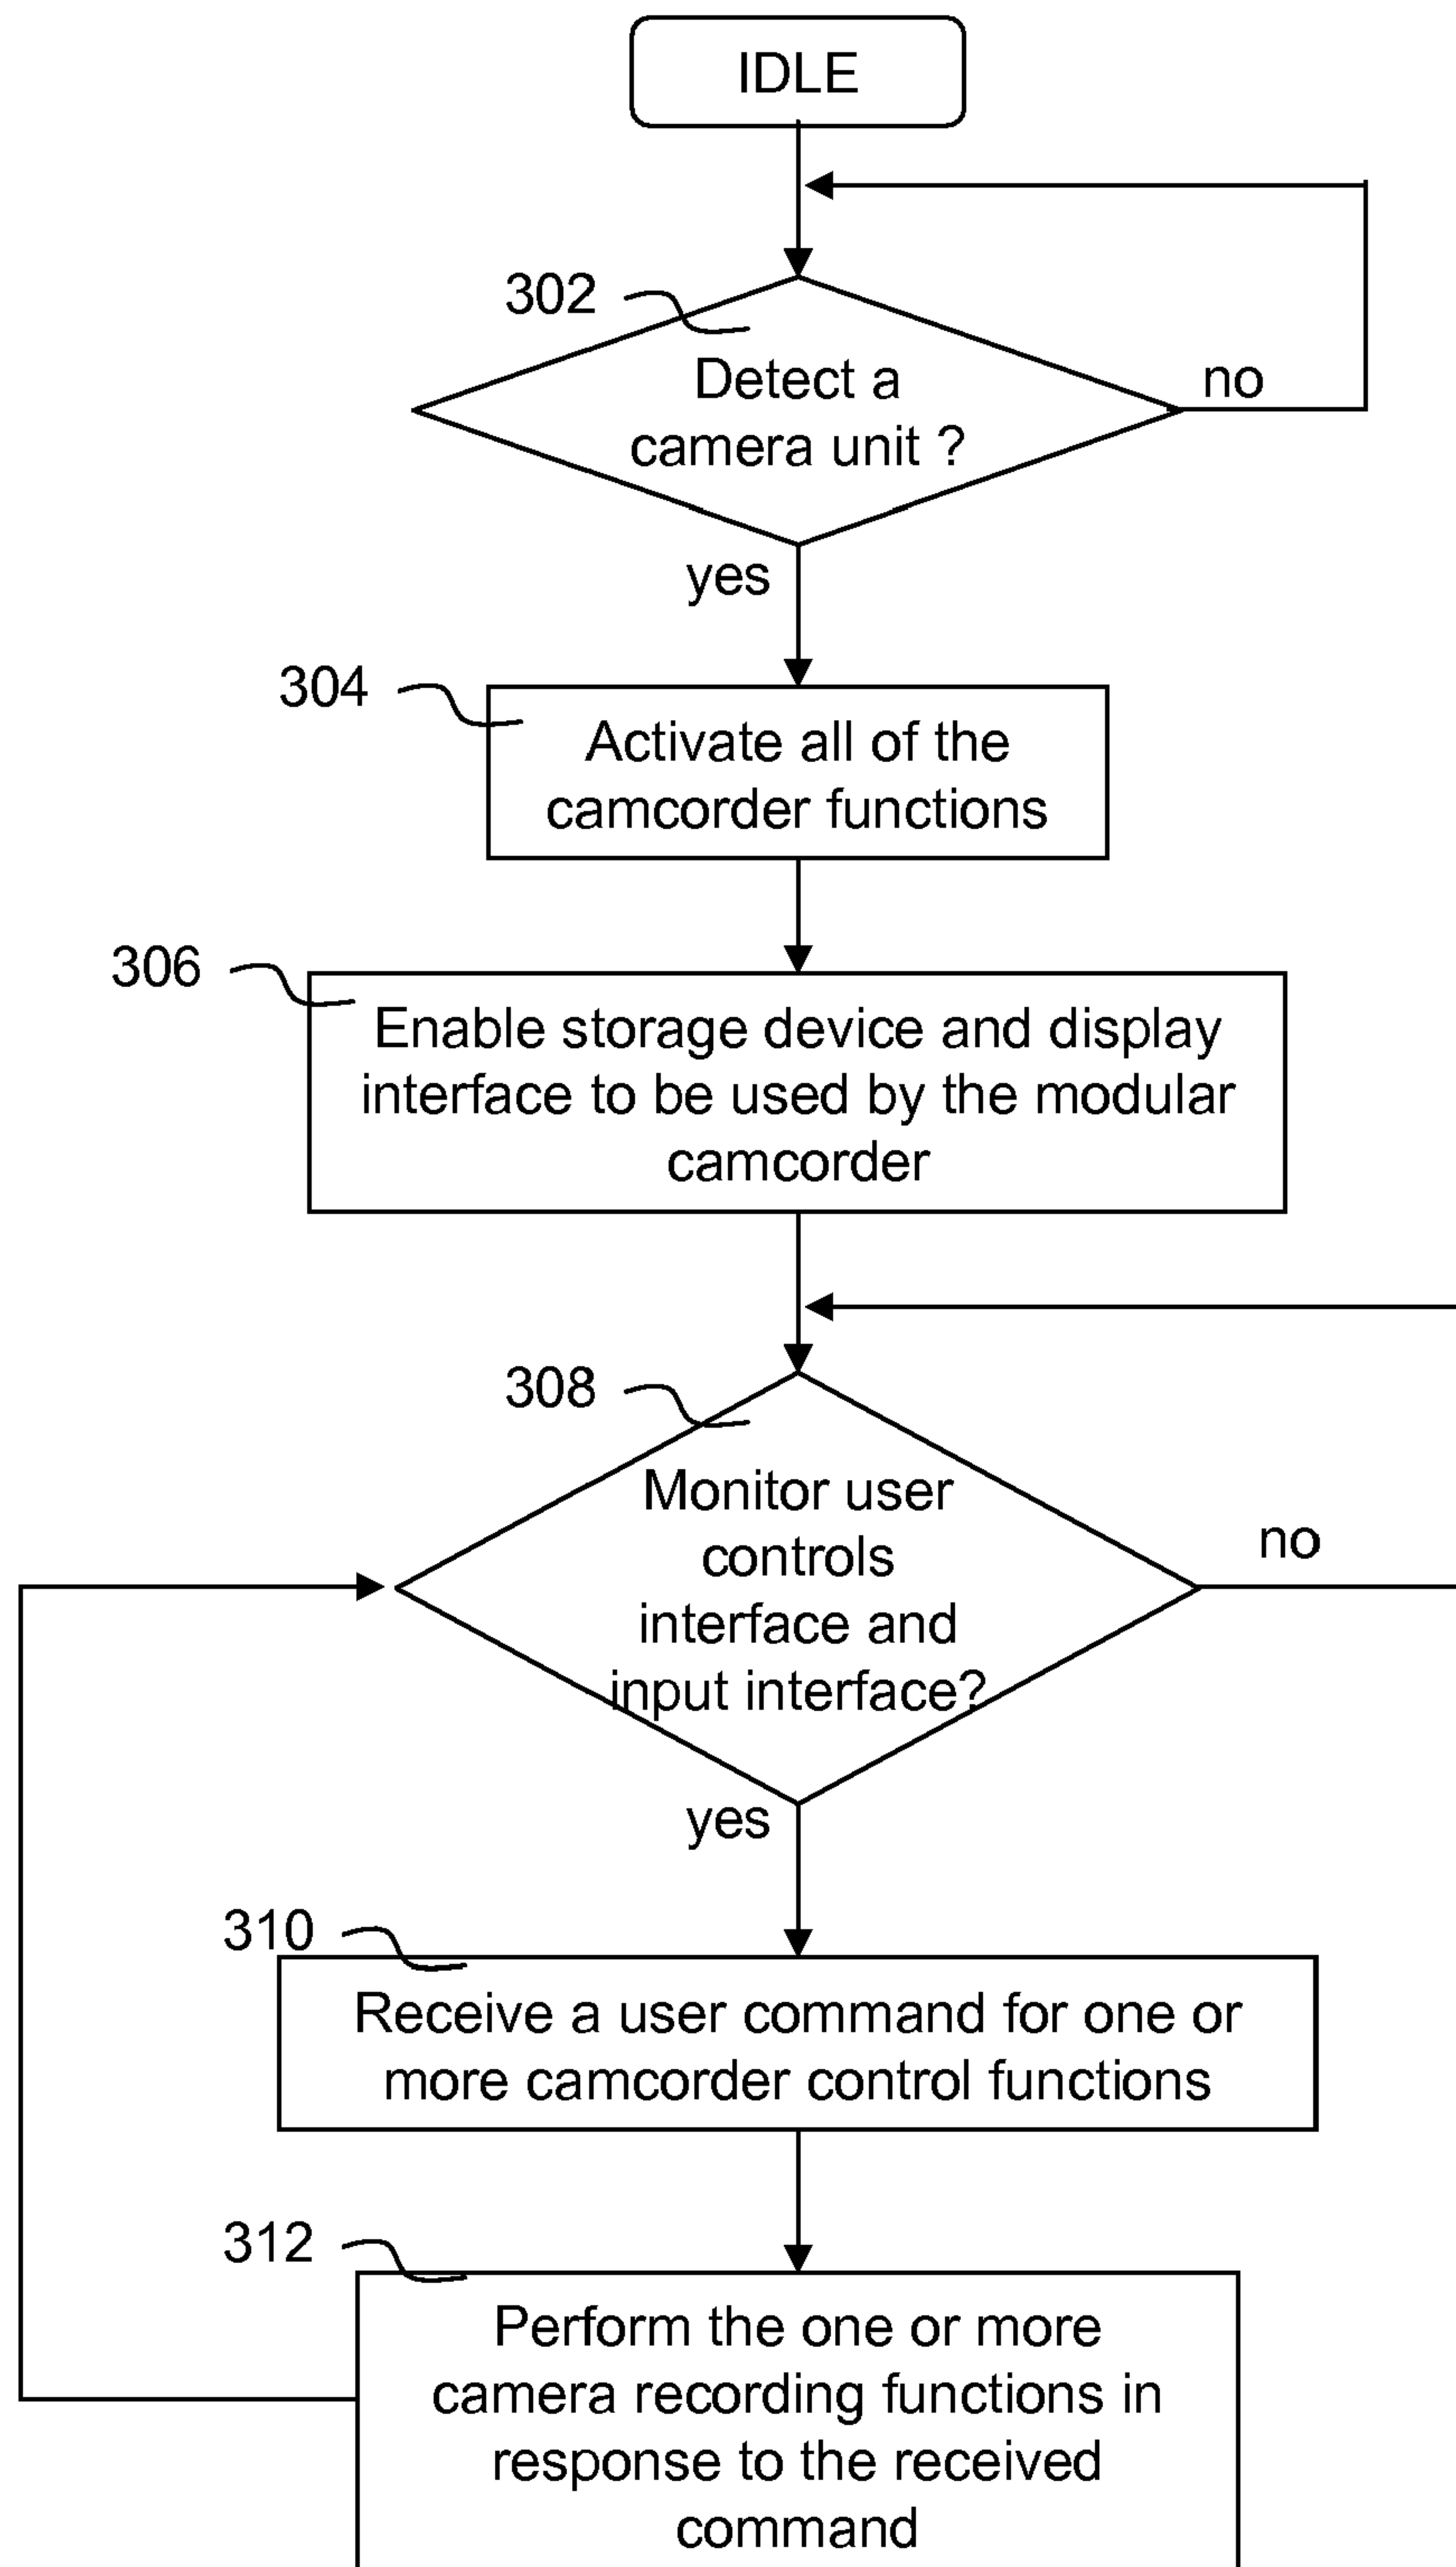 IDLE
302
Detect a
camera unit ?
no
yes
304
Activate all of the
camcorder functions
306
Enable storage device and display
interface to be used by the modular
camcorder
308
Monitor user
controls
interface and
input interface?
no
yes
310
Receive a user command for one or
more camcorder control functions
312
Perform the one or more
camera recording functions in
response to the received
command